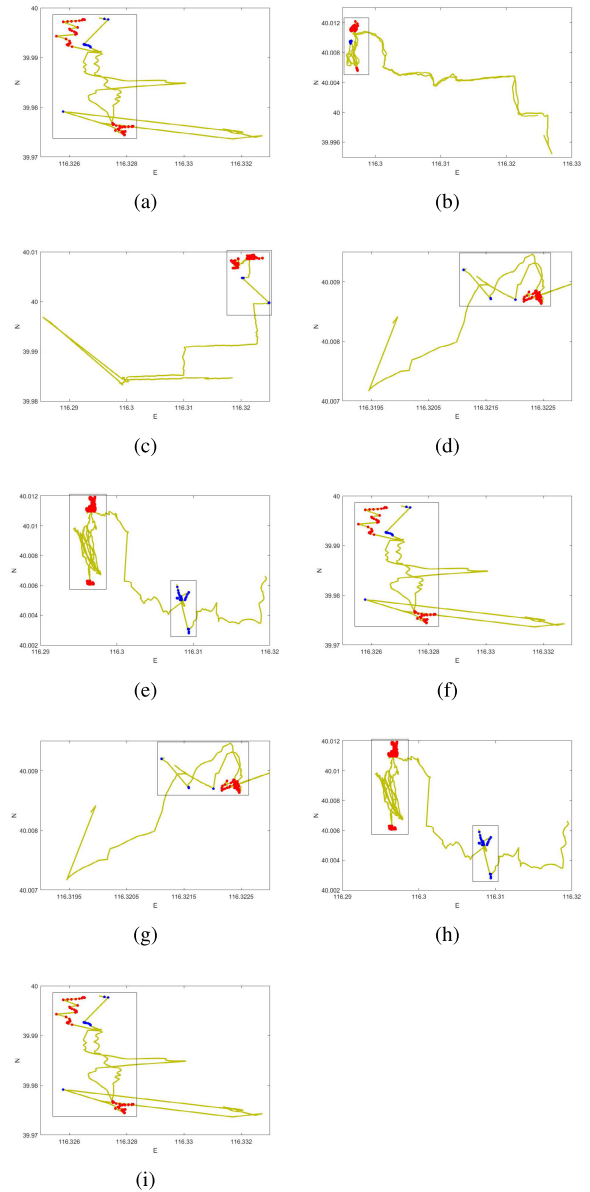 40
39.99
39.98
39.97
N
116.326 116.328 116.33 116.332
E
(a)
40.012
40.006
40.004
40
39.996
N
116.3 116.31 116.32 116.33
E
(b)
40.01
40
39.99
39.98
N
116.29 116.3 116.31 116.32
E
(c)
40.009
40.008
40.007
N
116.3195 116.3205 116.3215 116.3225
E
(d)
40.012
40.01
40.008
40.006
40.004
40.002
N
116.29 116.3 116.31 116.32
E
(e)
40
39.99
39.98
39.97
N
116.326 116.328 116.33 116.332
E
(f)
40.009
40.008
40.007
N
116.3195 116.3205 116.3215 116.3225
E
(g)
40.012
40.01
40.008
40.006
40.004
40.002
N
116.29 116.3 116.31 116.32
E
(h)
40
39.99
39.98
39.97
N
116.326 116.328 116.33 116.332
E
(i)